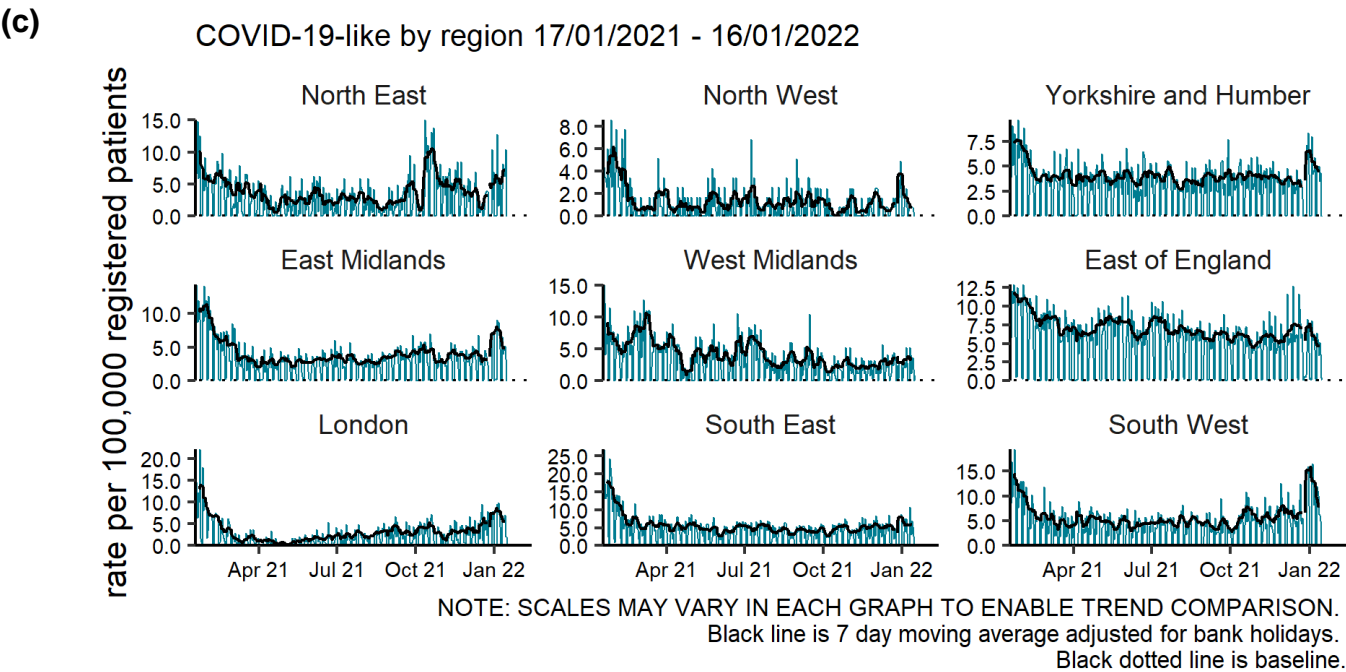 (c)
COVID-19-like by region 17/01/2021 - 16/01/2022
rate per 100,000 registered patients
North East
15.0
10.0
5.0
0.0
North West
8.0
6.0
4.0
2.0
0.0
Yorkshire and Humber
7.5
5.0
2.5
0.0
East Midlands
10.0
5.0
0.0
West Midlands
15.0
10.0
5.0
0.0
East of England
12.5
10.0
7.5
5.0
2.5
0.0
London
20.0
15.0
10.0
5.0
0.0
Apr 21 Jul 21 Oct 21 Jan 22
South East
25.0
20.0
15.0
10.0
5.0
0.0
Apr 21 Jul 21 Oct 21 Jan 22
South West
15.0
10.0
5.0
0.0
Apr 21 Jul 21 Oct 21 Jan 22
NOTE: SCALES MAY VARY IN EACH GRAPH TO ENABLE TREND COMPARISON.
Black line is 7 day moving average adjusted for bank holidays.
Black dotted line is baseline.